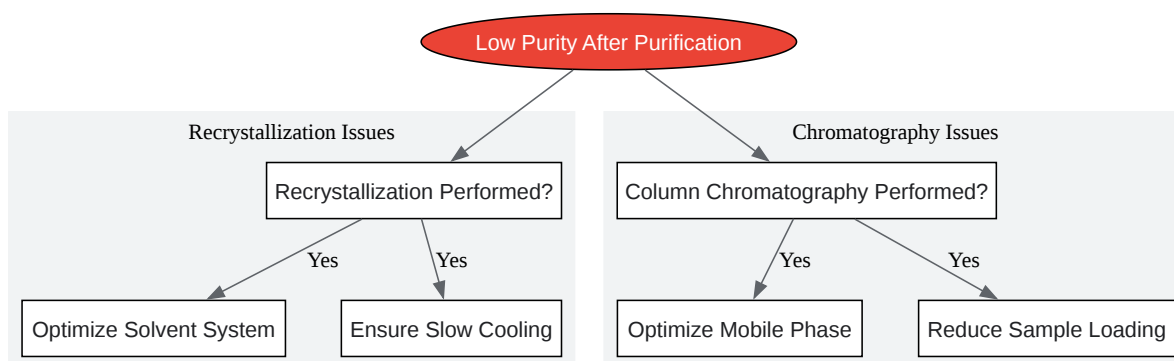 Low Purity After Purification
Recrystallization Issues
Chromatography Issues
Recrystallization Performed?
Column Chromatography Performed?
Yes
Yes
Yes
Yes
Optimize Solvent System
Ensure Slow Cooling
Optimize Mobile Phase
Reduce Sample Loading